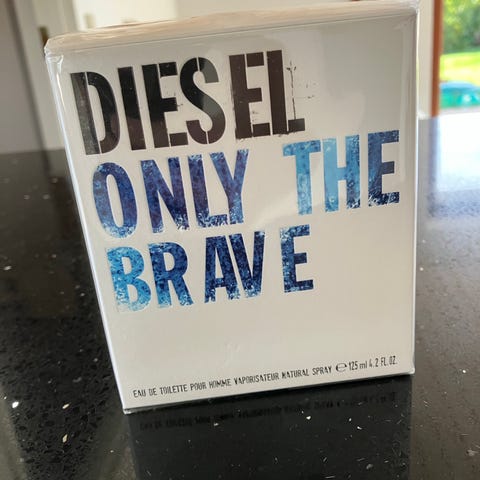 DIESEL
ONLY THE
BRAVE
EAU DE TOILETTE POUR HOMME VAPORISATEUR NATURAL SPRAY ℮ 125 ml 4.2 FL.OZ.